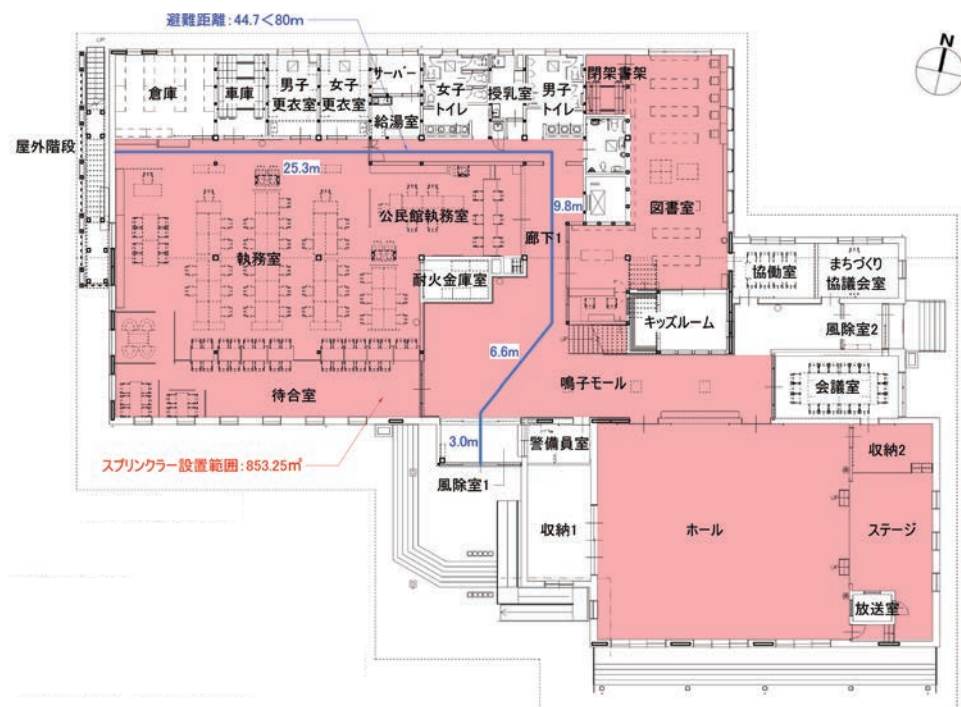 避難距離：44.7＜80ｍ
N
UP
倉庫
車庫
男子
更衣室
女子
更衣室
サーバー
給湯室
女子
トイレ
授乳室
男子
トイレ
閉架書架
屋外階段
25.3m
9.8m
公民館執務室
廊下1
図書室
執務室
耐火金庫室
協働室
まちづくり
協議会室
キッズルーム
風除室2
6.6m
鳴子モール
会議室
待合室
3.0m
警備員室
スプリンクラー設置範囲：853.25㎡
風除室1
収納2
収納1
ホール
ステージ
UP
UP
放送室